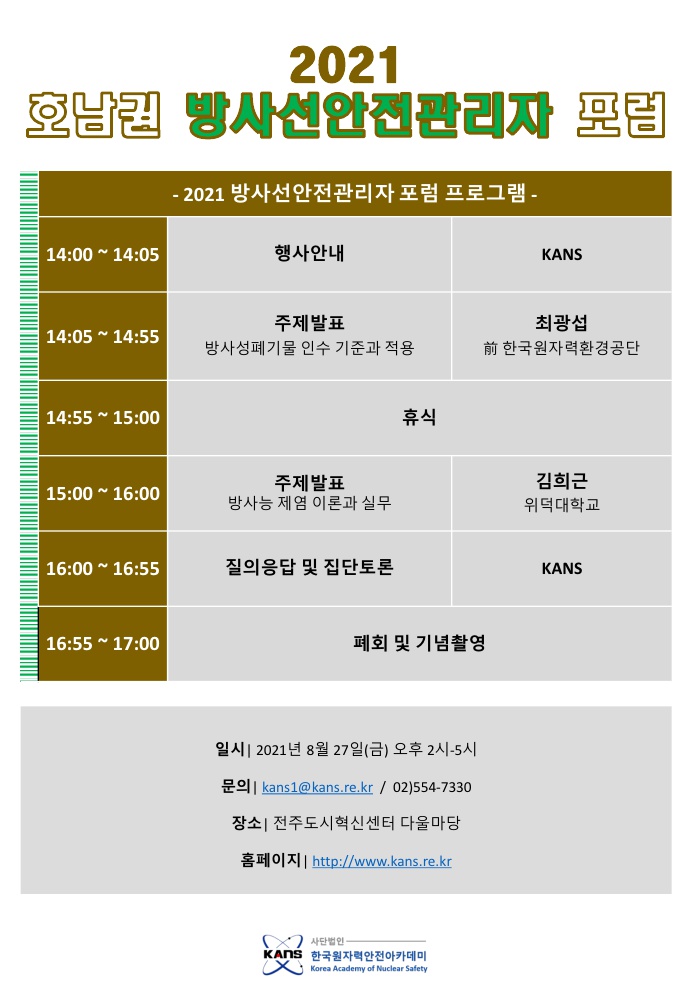 2021
호남권 방사선안전관리자 포럼
- 2021 방사선안전관리자 포럼 프로그램 -
14:00 ~ 14:05 행사안내 KANS
14:05 ~ 14:55 주제발표 최광섭
방사성폐기물 인수 기준과 적용 前 한국원자력환경공단
14:55 ~ 15:00 휴식
15:00 ~ 16:00 주제발표 김희근
방사능 제염 이론과 실무 위덕대학교
16:00 ~ 16:55 질의응답 및 집단토론 KANS
16:55 ~ 17:00 폐회 및 기념촬영
일시| 2021년 8월 27일(금) 오후 2시-5시
문의| kans1@kans.re.kr / 02)554-7330
장소| 전주도시혁신센터 다울마당
홈페이지| http://www.kans.re.kr
사단법인
KANS 한국원자력안전아카데미
Korea Academy of Nuclear Safety